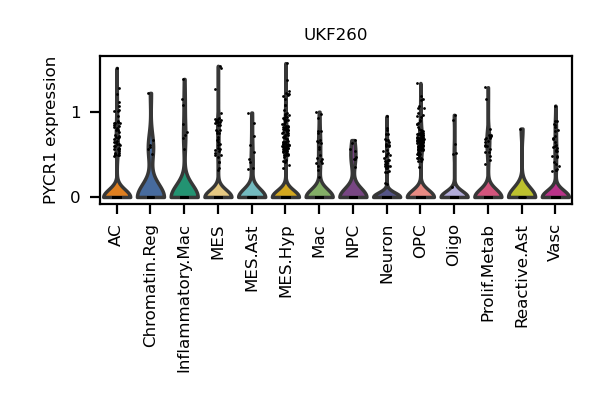 UKF260
PYCR1 expression
1
0
AC
Chromatin.Reg
Inflammatory.Mac
MES
MES.Ast
MES.Hyp
Mac
NPC
Neuron
OPC
Oligo
Prolif.Metab
Reactive.Ast
Vasc